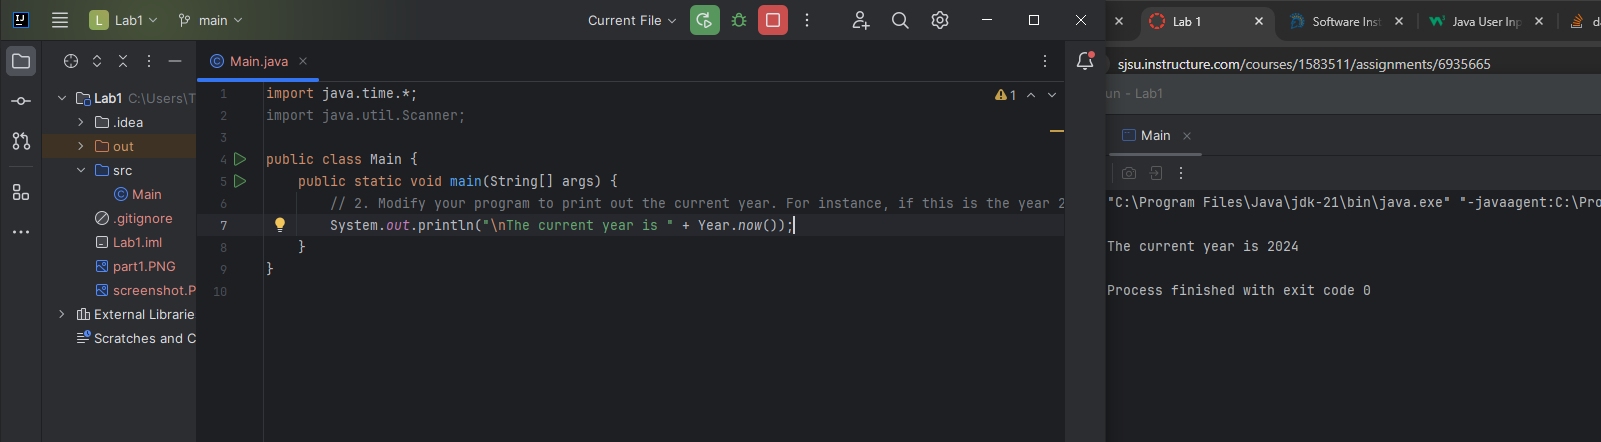 Lab1 main Current File
L
Lab1 C:\Users\T
.idea
out
src
Main
.gitignore
Lab1.iml
part1.PNG
screenshot.P
External Librarie
Scratches and C
Main.java
1
1 import java.time.*;
2 import java.util.Scanner;
3
4 public class Main {
5 public static void main(String[] args) {
6 // 2. Modify your program to print out the current year. For instance, if this is the year 2
7 System.out.println("\nThe current year is " + Year.now());
8 }
9 }
10
Lab 1 Software Inst Java User Inp d
sjsu.instructure.com/courses/1583511/assignments/6935665
un - Lab1
Main
"C:\Program Files\Java\jdk-21\bin\java.exe" "-javaagent:C:\Pro
The current year is 2024
Process finished with exit code 0